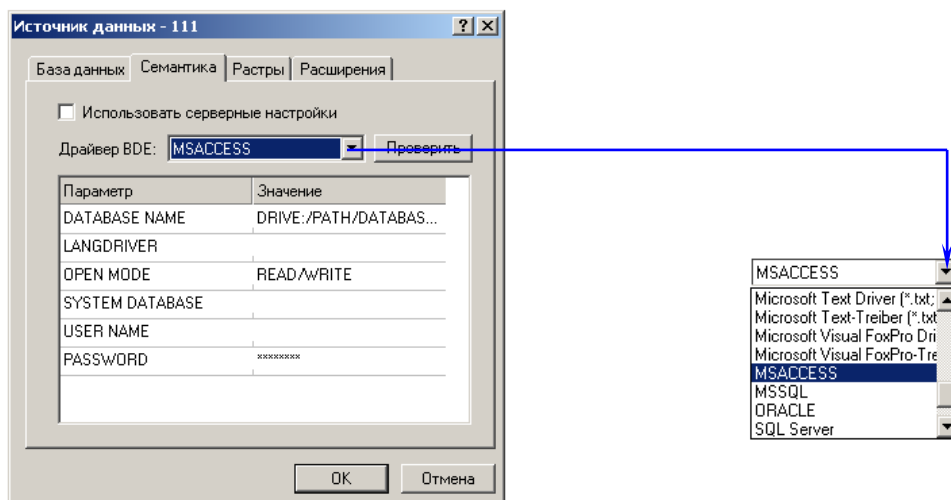 Источник данных - 111
База данных Семантика Растры Расширения
Использовать серверные настройки
Драйвер BDE: MSACCESS Проверить
Параметр Значение
DATABASE NAME DRIVE:/PATH/DATABAS...
LANGDRIVER
OPEN MODE READ/WRITE
SYSTEM DATABASE
USER NAME
PASSWORD ********
OK Отмена
MSACCESS
Microsoft Text Driver (*.txt;
Microsoft Text-Treiber (*.txt
Microsoft Visual FoxPro Dri
Microsoft Visual FoxPro-Tre
MSACCESS
MSSQL
ORACLE
SQL Server